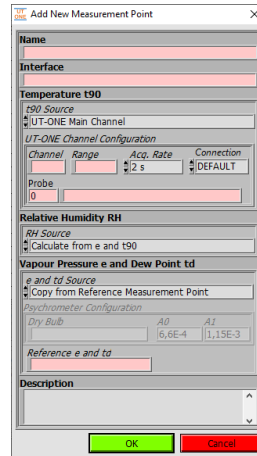 UT-ONE Add New Measurement Point
Name
Interface
Temperature t90
t90 Source
UT-ONE Main Channel
UT-ONE Channel Configuration
Channel Range Acq. Rate Connection
2 s DEFAULT
Probe
0
Relative Humidity RH
RH Source
Calculate from e and t90
Vapour Pressure e and Dew Point td
e and td Source
Copy from Reference Measurement Point
Psychrometer Configuration
Dry Bulb A0 A1
6,6E-4 1,15E-3
Reference e and td
Description
OK Cancel